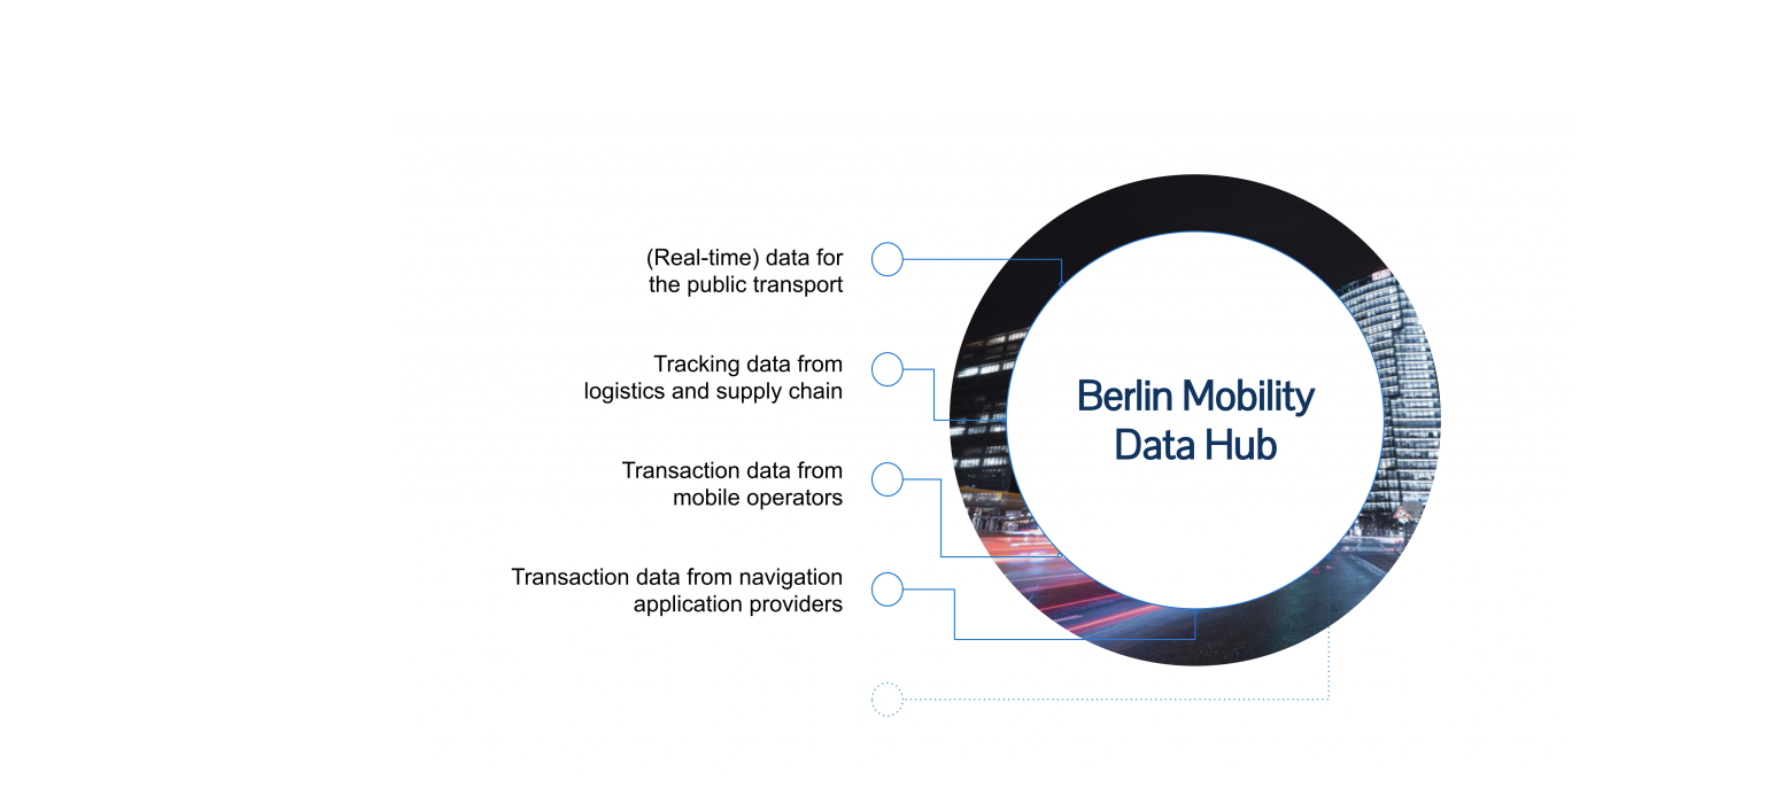 (Real-time) data for
the public transport
Tracking data from
logistics and supply chain
Transaction data from
mobile operators
Transaction data from navigation
application providers
Berlin Mobility
Data Hub